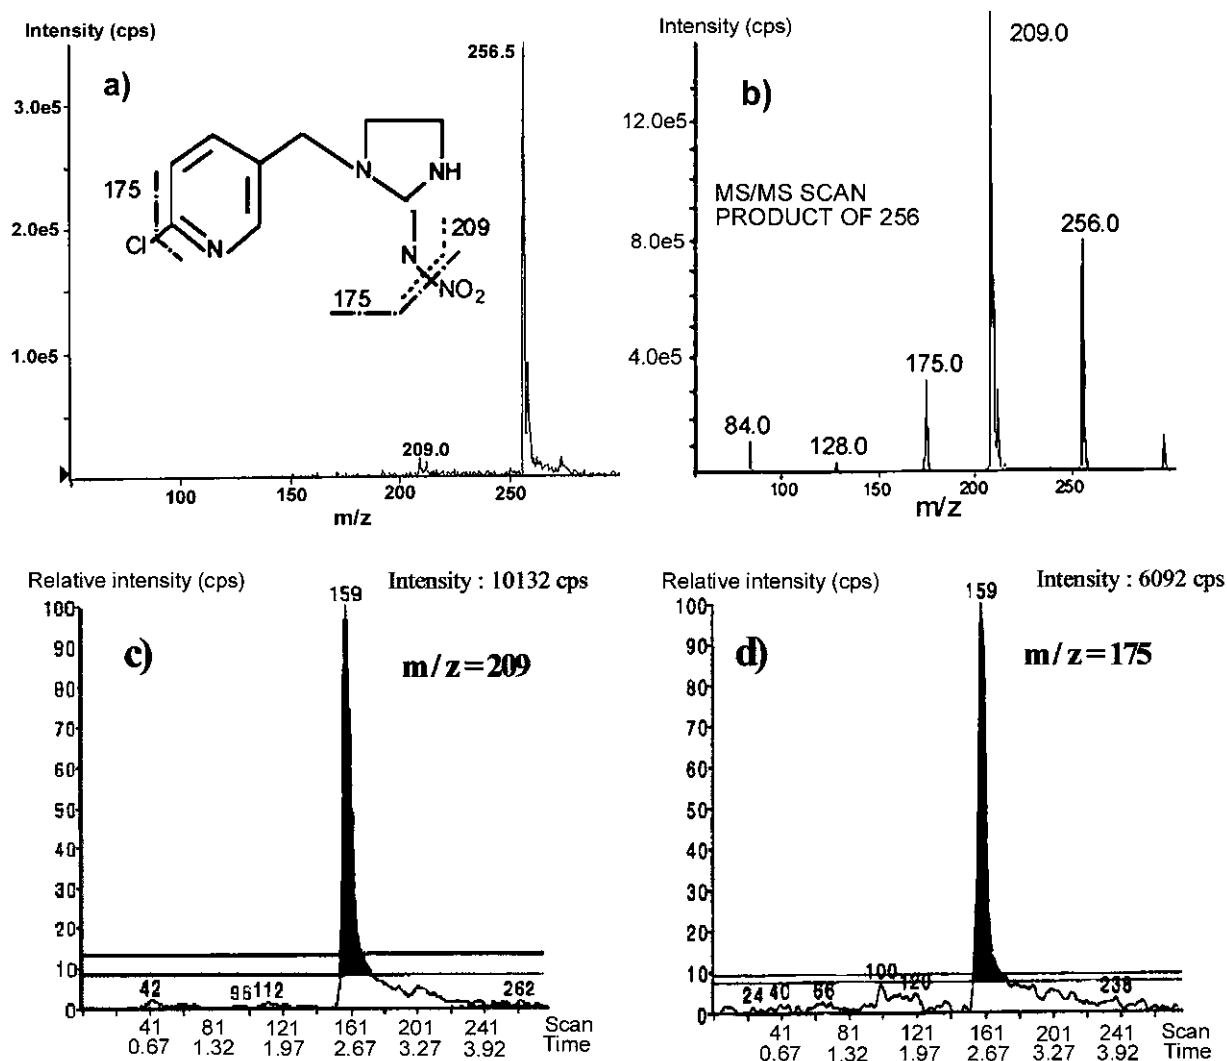 Intensity (cps)
256.5
a)
3.0e5
N
NH
175
2.0e5
209
Cl
N
N
NO2
175
1.0e5
209.0
100 150 200 250
m/z
Intensity (cps)
209.0
b)
12.0e5
MS/MS SCAN
PRODUCT OF 256
8.0e5
256.0
4.0e5
175.0
84.0
128.0
100 150 200 250
m/z
Relative intensity (cps)
Intensity : 10132 cps
159
100
c)
m/z=209
90
80
70
60
50
40
30
20
10
0
42 96 112 262
41 81 121 161 201 241 Scan
0.67 1.32 1.97 2.67 3.27 3.92 Time
Relative intensity (cps)
Intensity : 6092 cps
159
100
d)
m/z=175
90
80
70
60
50
40
30
20
10
0
24 40 66 100 120 238
41 81 121 161 201 241 Scan
0.67 1.32 1.97 2.67 3.27 3.92 Time